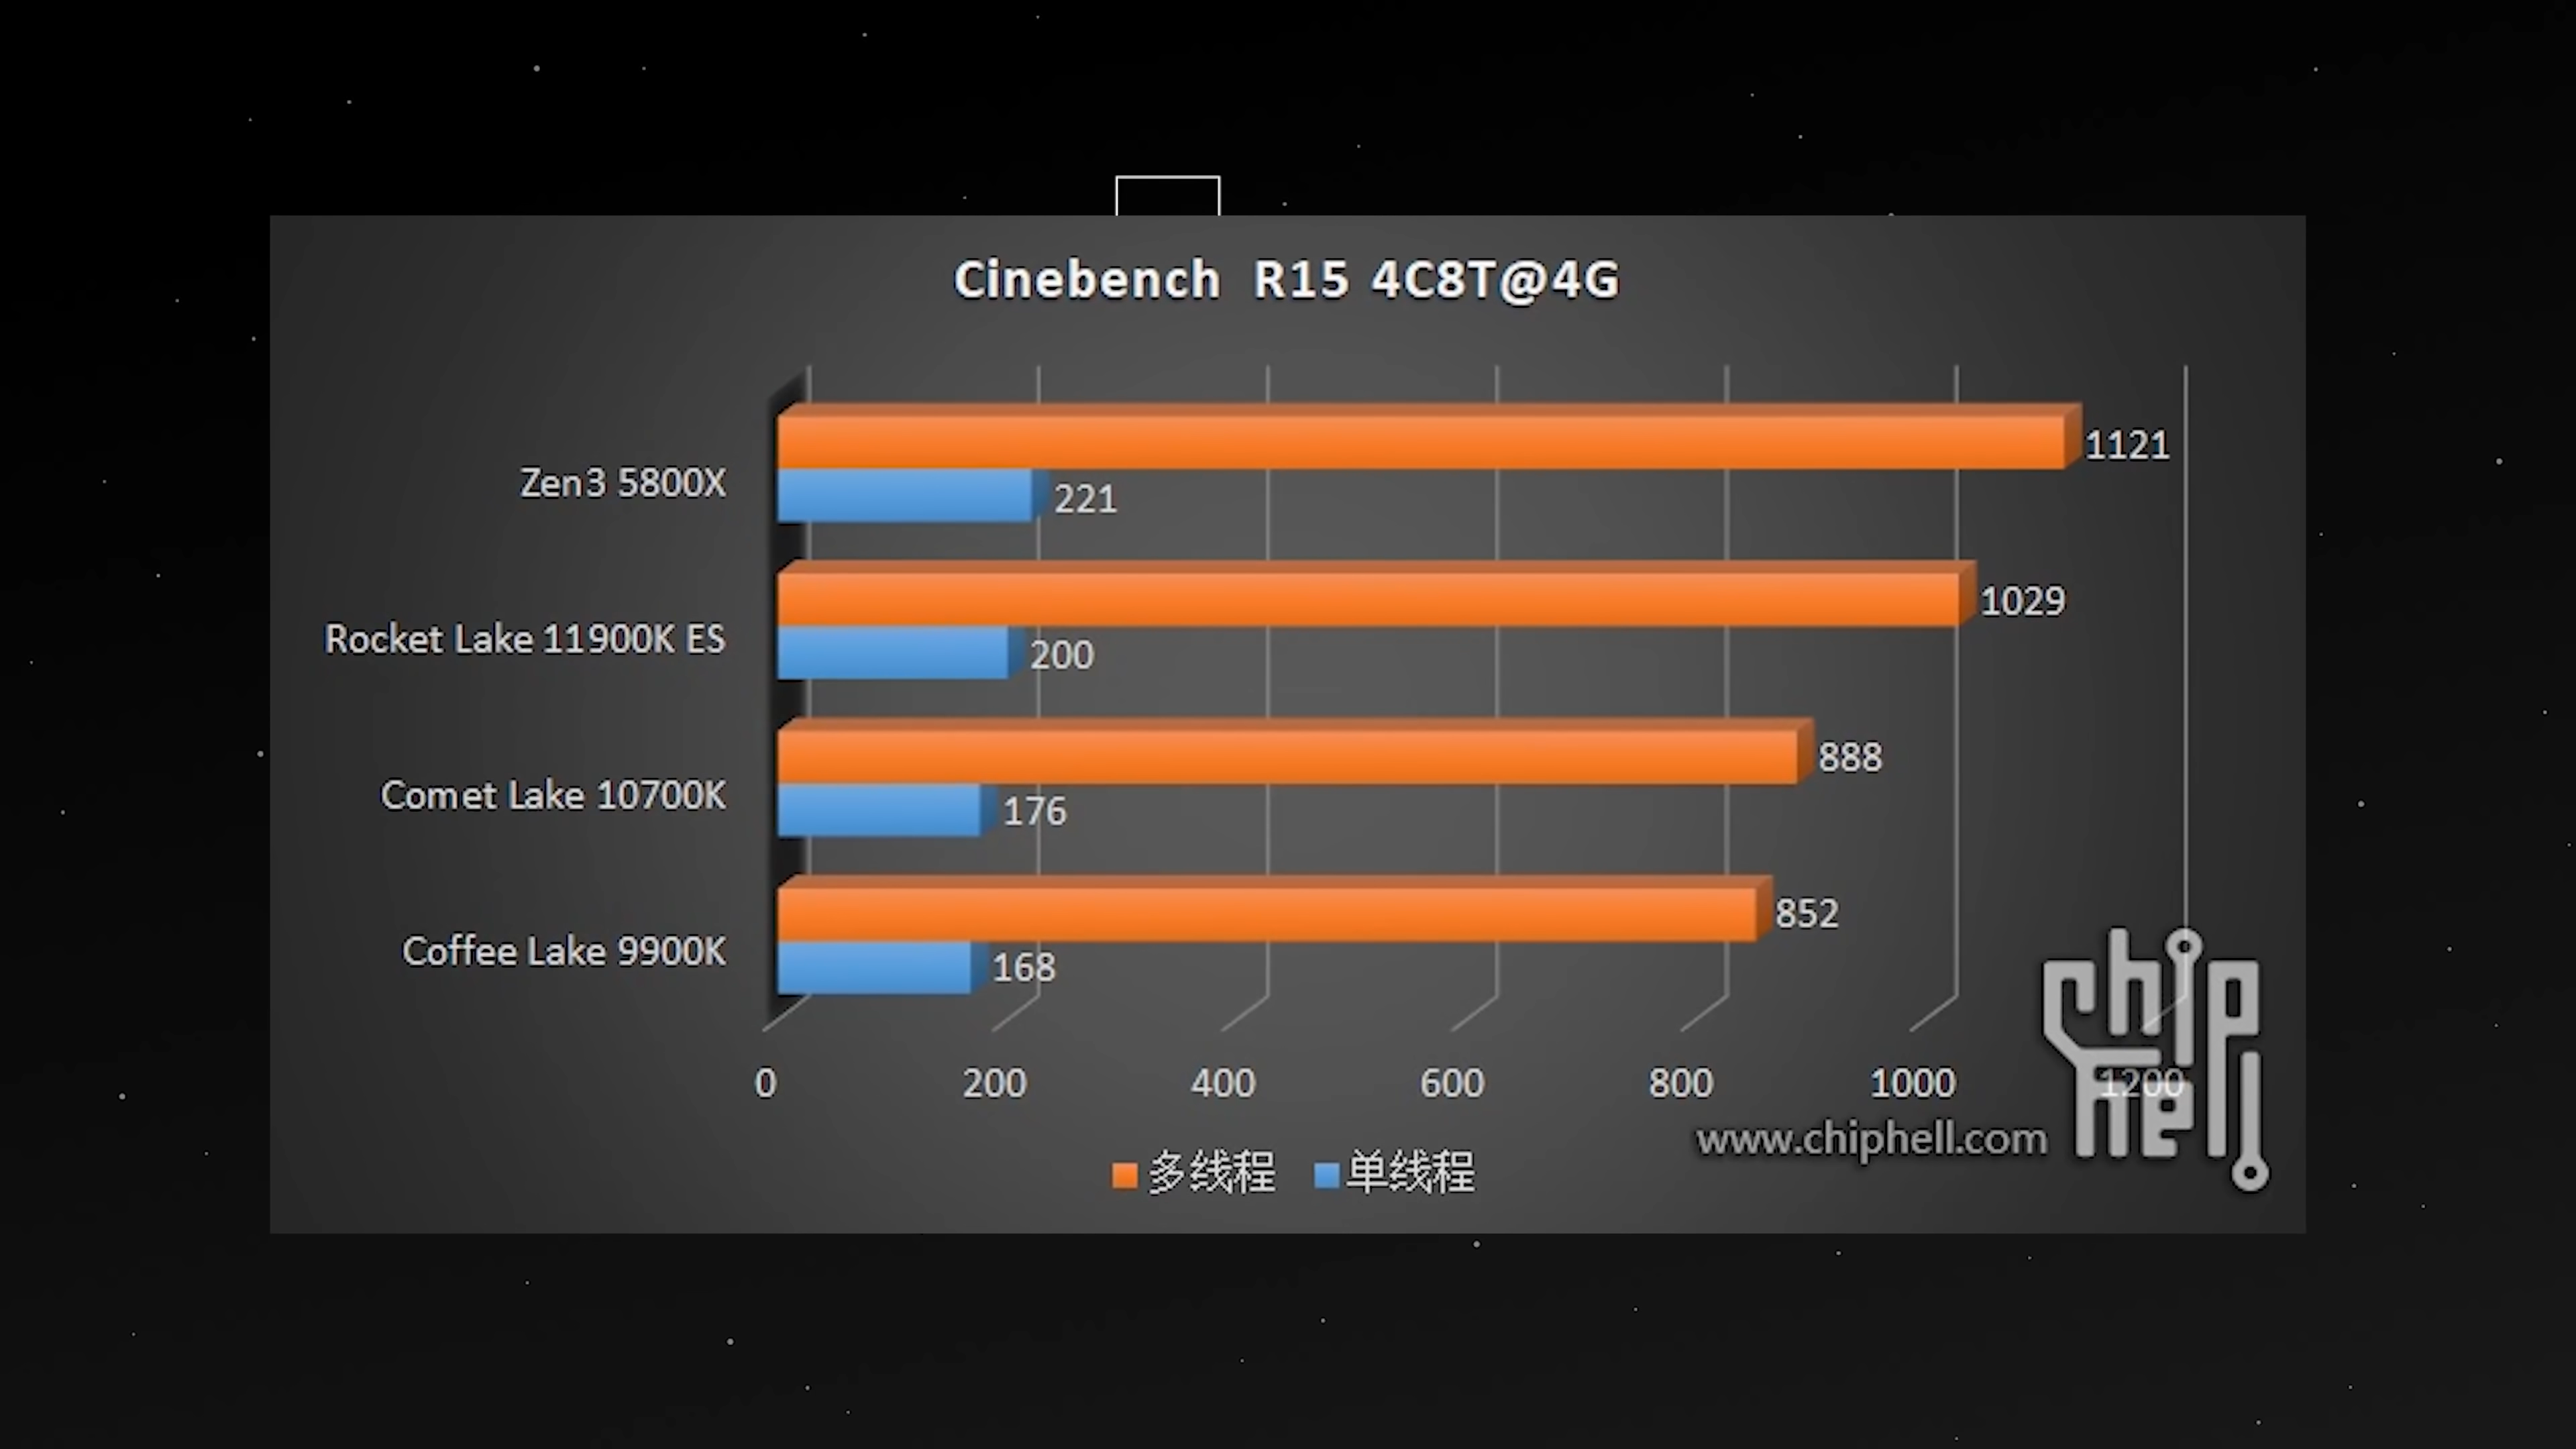 Cinebench R15 4C8T@4G
Zen3 5800X
1121
221
Rocket Lake 11900K ES
1029
200
Comet Lake 10700K
888
176
Coffee Lake 9900K
852
168
0 200 400 600 800 1000 1200
chip
hell
www.chiphell.com
多线程 单线程